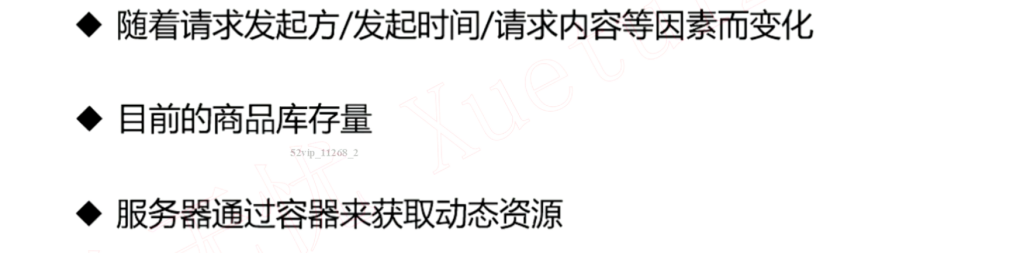 ◆ 随着请求发起方/发起时间/请求内容等因素而变化
◆ 目前的商品库存量
52vip_11268_2
◆ 服务器通过容器来获取动态资源